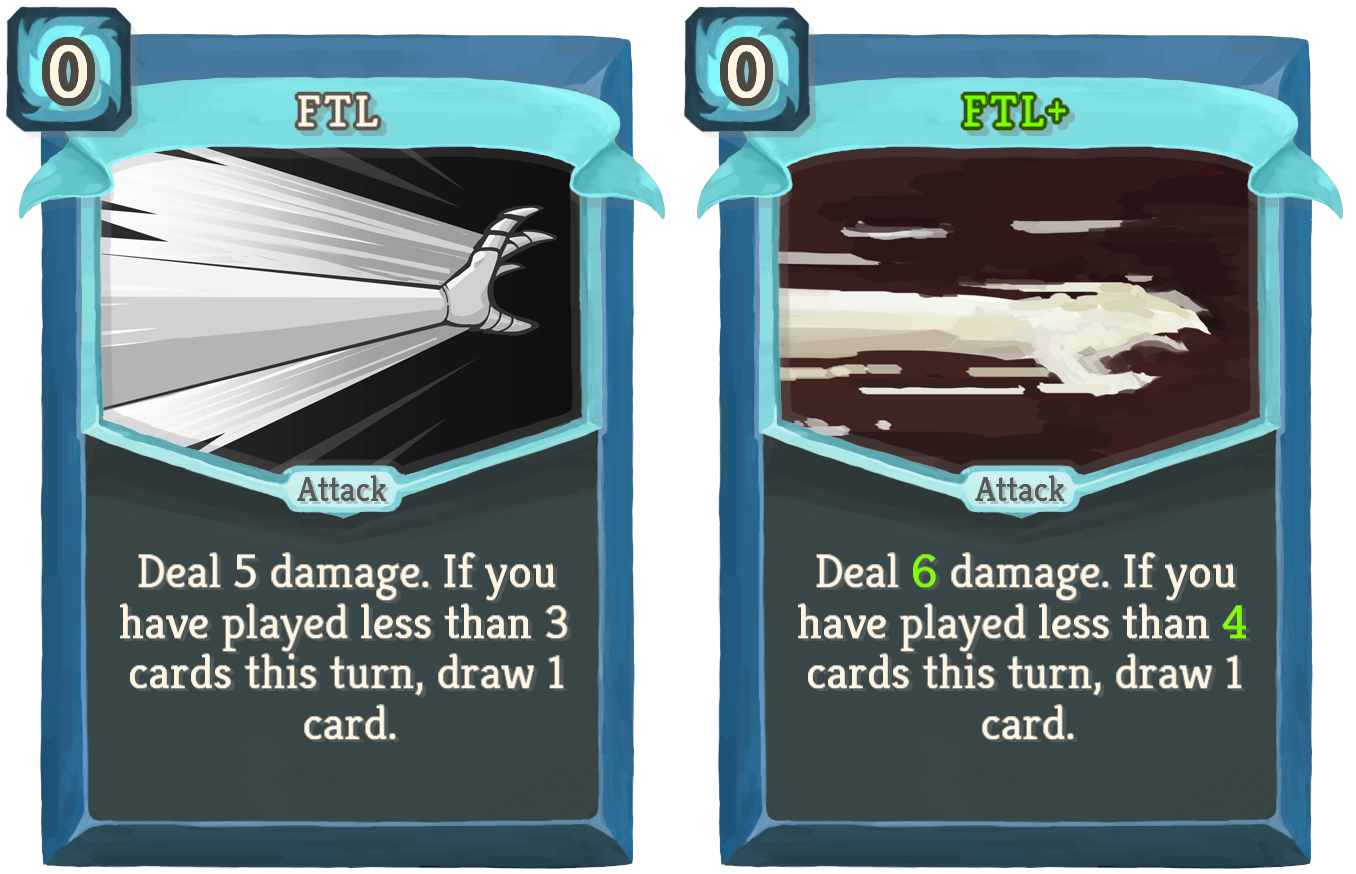 0
FTL
Attack
Deal 5 damage. If you
have played less than 3
cards this turn, draw 1
card.
0
FTL+
Attack
Deal 6 damage. If you
have played less than 4
cards this turn, draw 1
card.